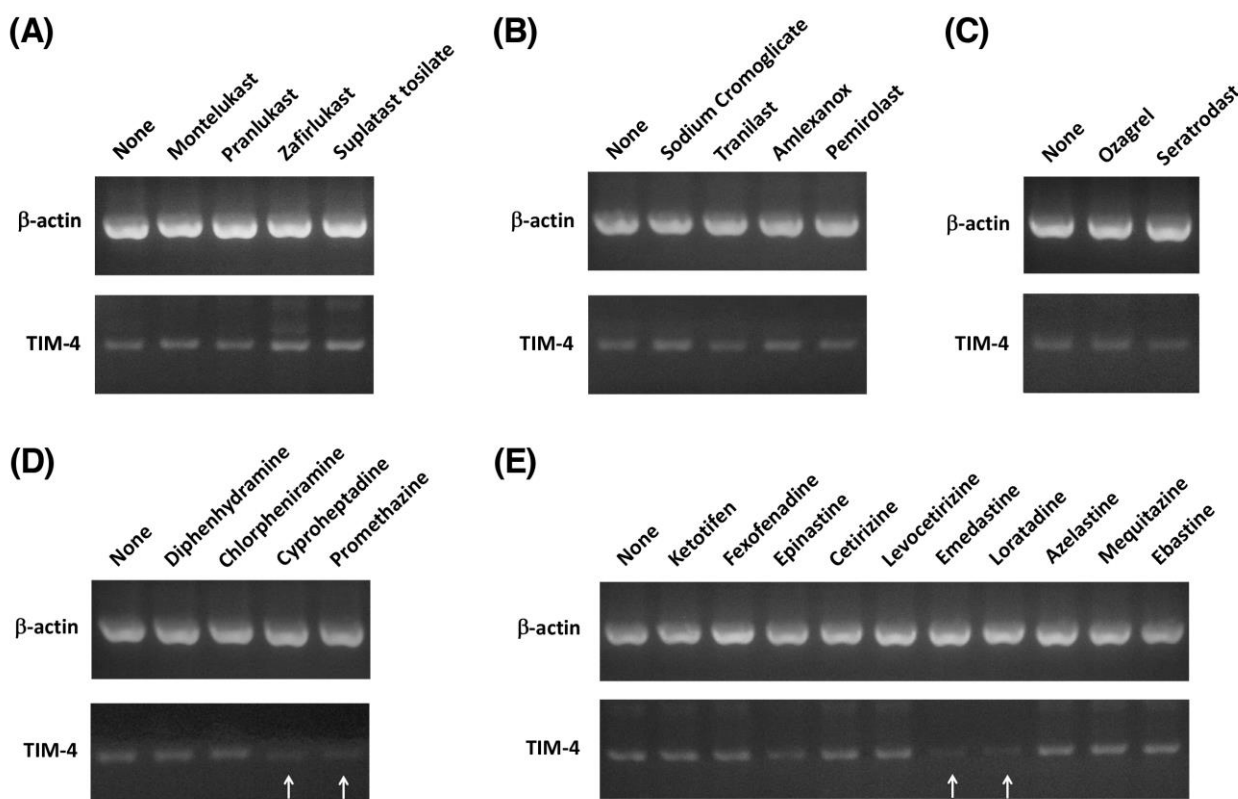 (A)
None
Montelukast
Pranlukast
Zafirlukast
Suplatast tosilate
β-actin
TIM-4
(B)
None
Sodium Cromoglicate
Tranilast
Amlexanox
Pemirolast
β-actin
TIM-4
(C)
None
Ozagrel
Seratrodast
β-actin
TIM-4
(D)
None
Diphenhydramine
Chlorpheniramine
Cyproheptadine
Promethazine
β-actin
TIM-4
(E)
None
Ketotifen
Fexofenadine
Epinastine
Cetirizine
Levocetirizine
Emedastine
Loratadine
Azelastine
Mequitazine
Ebastine
β-actin
TIM-4